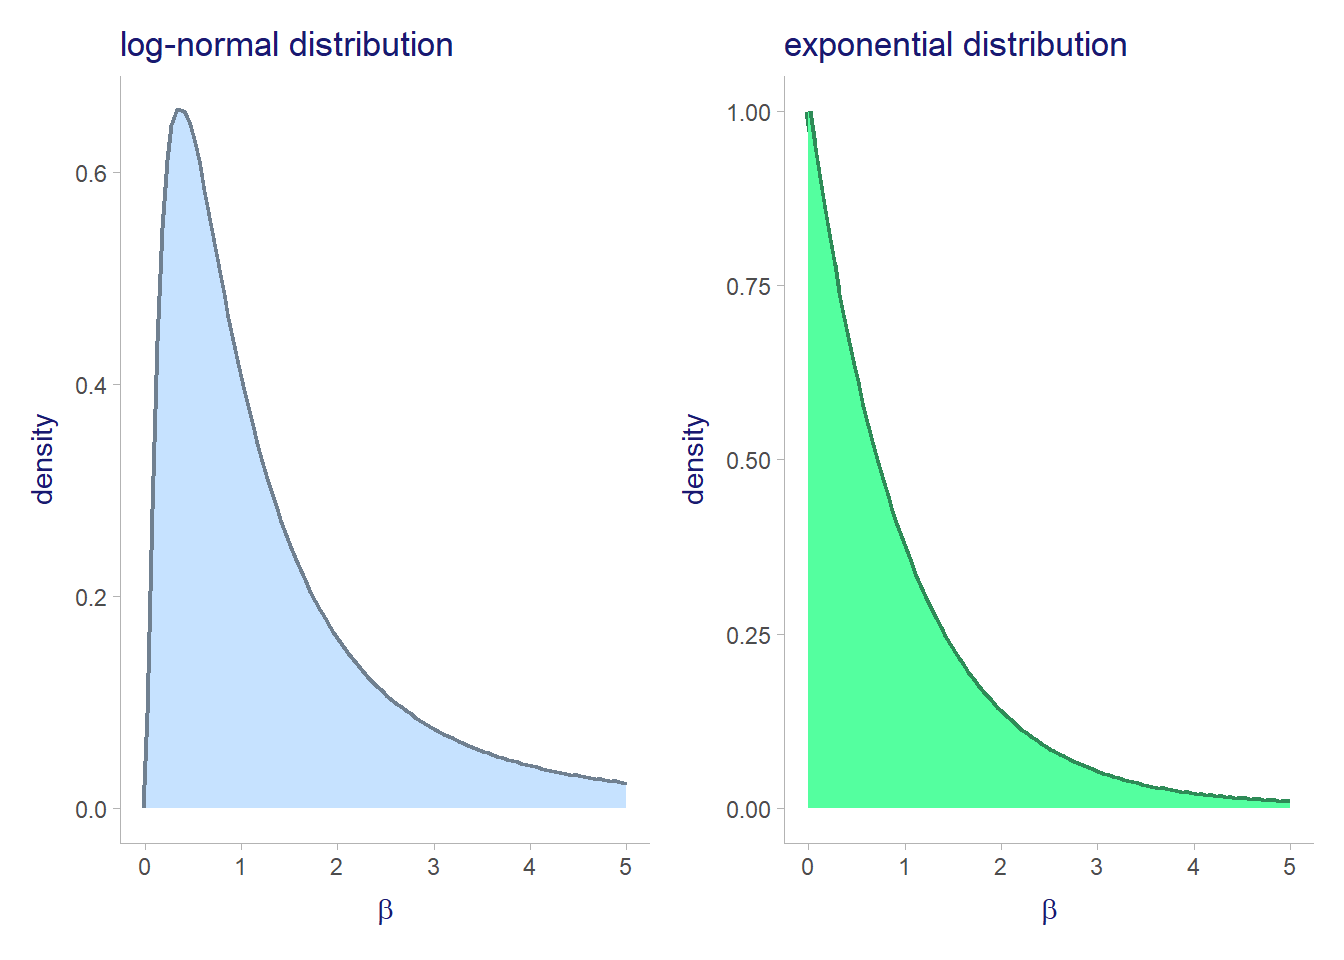 log-normal distribution
density
0.6
0.4
0.2
0.0
0 1 2 3 4 5
β
exponential distribution
density
1.00
0.75
0.50
0.25
0.00
0 1 2 3 4 5
β